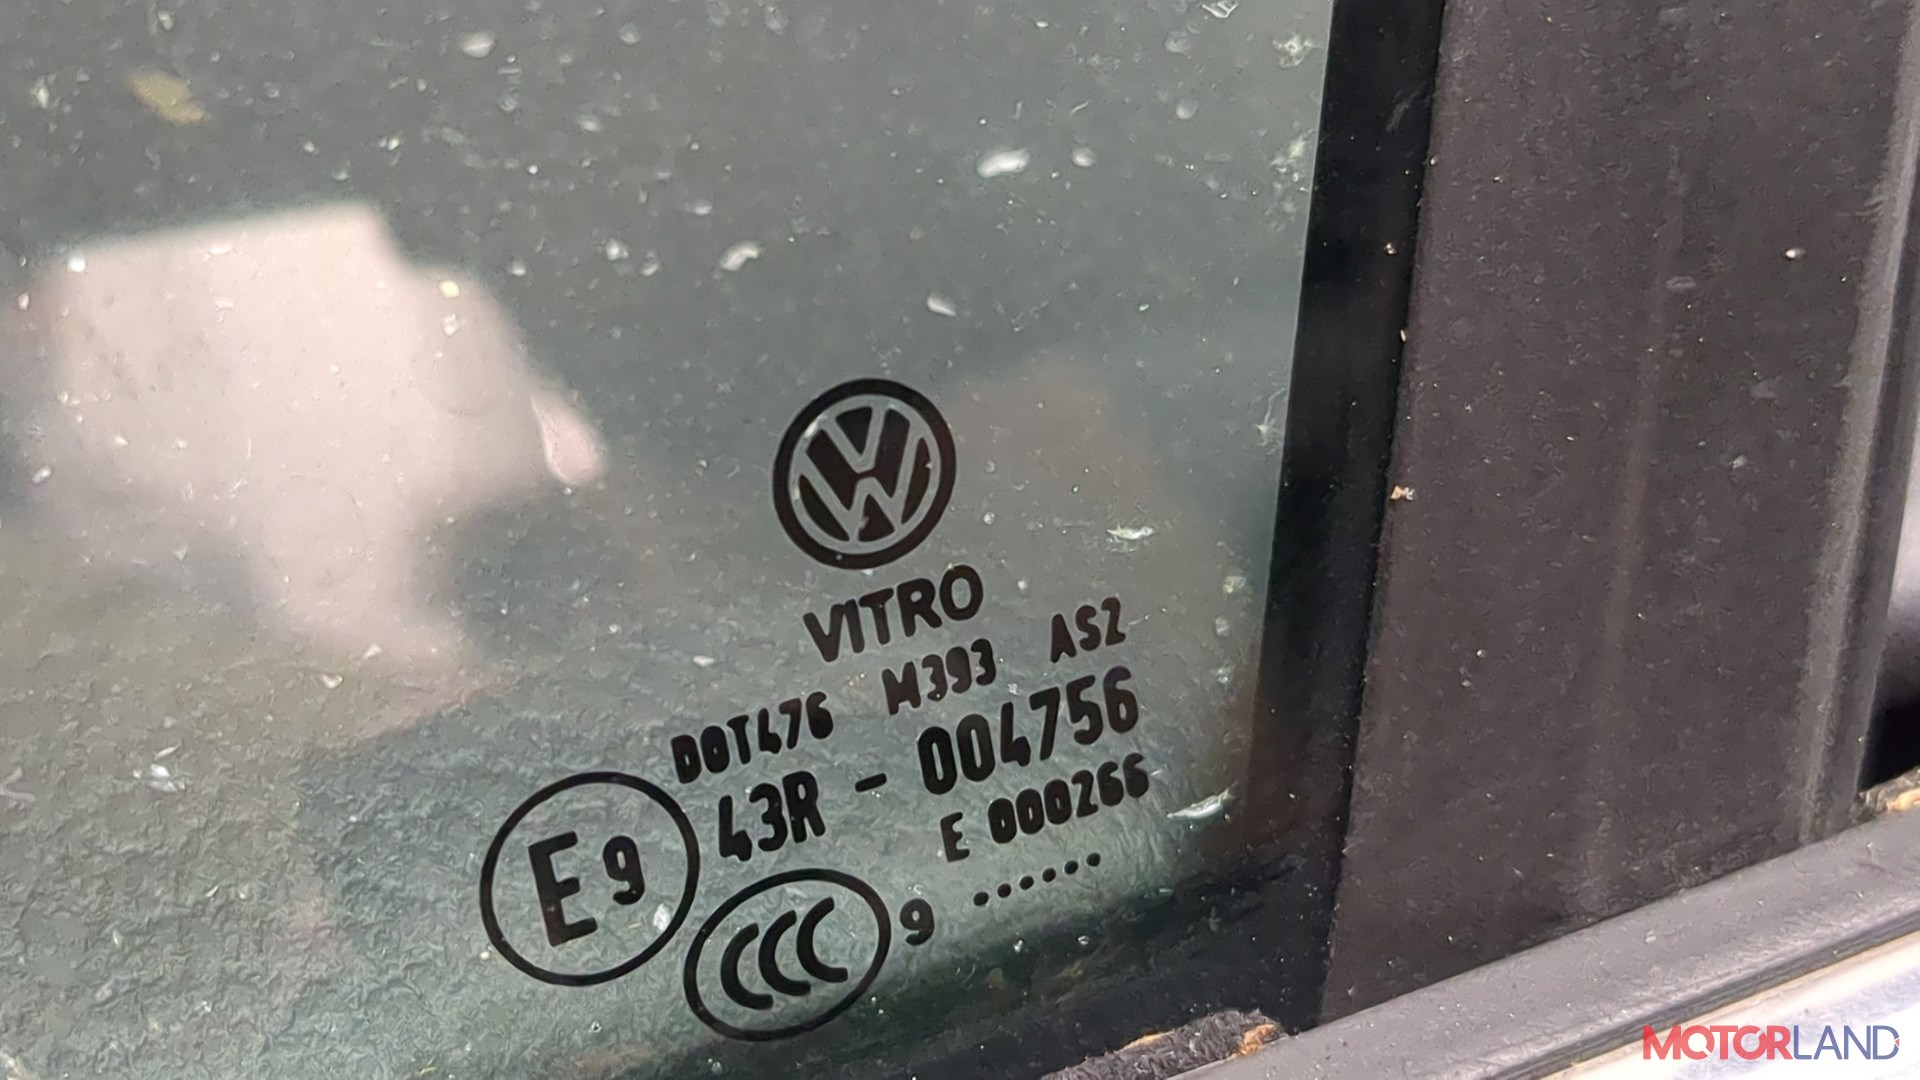 VITRO
DOT476 M393 AS2
43R - 004756
E9
E 000266
CCC 9 ......
MOTORLAND